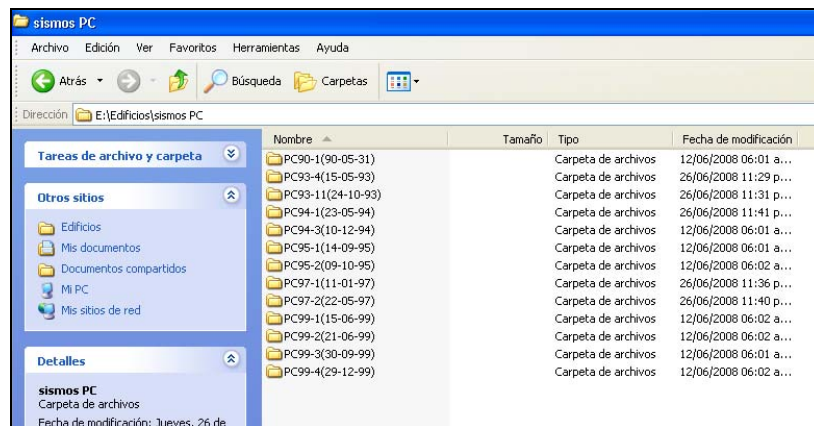 sismos PC
Archivo Edición Ver Favoritos Herramientas Ayuda
Atrás Búsqueda Carpetas
Dirección E:\Edificios\sismos PC
Tareas de archivo y carpeta
Otros sitios
Edificios
Mis documentos
Documentos compartidos
Mi PC
Mis sitios de red
Detalles
sismos PC
Carpeta de archivos
Fecha de modificación: Jueves, 26 de
Nombre Tamaño Tipo Fecha de modificación
PC90-1(90-05-31) Carpeta de archivos 12/06/2008 06:01 a...
PC93-4(15-05-93) Carpeta de archivos 26/06/2008 11:29 p...
PC93-11(24-10-93) Carpeta de archivos 26/06/2008 11:31 p...
PC94-1(23-05-94) Carpeta de archivos 26/06/2008 11:41 p...
PC94-3(10-12-94) Carpeta de archivos 12/06/2008 06:01 a...
PC95-1(14-09-95) Carpeta de archivos 12/06/2008 06:01 a...
PC95-2(09-10-95) Carpeta de archivos 12/06/2008 06:02 a...
PC97-1(11-01-97) Carpeta de archivos 26/06/2008 11:36 p...
PC97-2(22-05-97) Carpeta de archivos 26/06/2008 11:40 p...
PC99-1(15-06-99) Carpeta de archivos 12/06/2008 06:02 a...
PC99-2(21-06-99) Carpeta de archivos 12/06/2008 06:02 a...
PC99-3(30-09-99) Carpeta de archivos 12/06/2008 06:01 a...
PC99-4(29-12-99) Carpeta de archivos 12/06/2008 06:02 a...